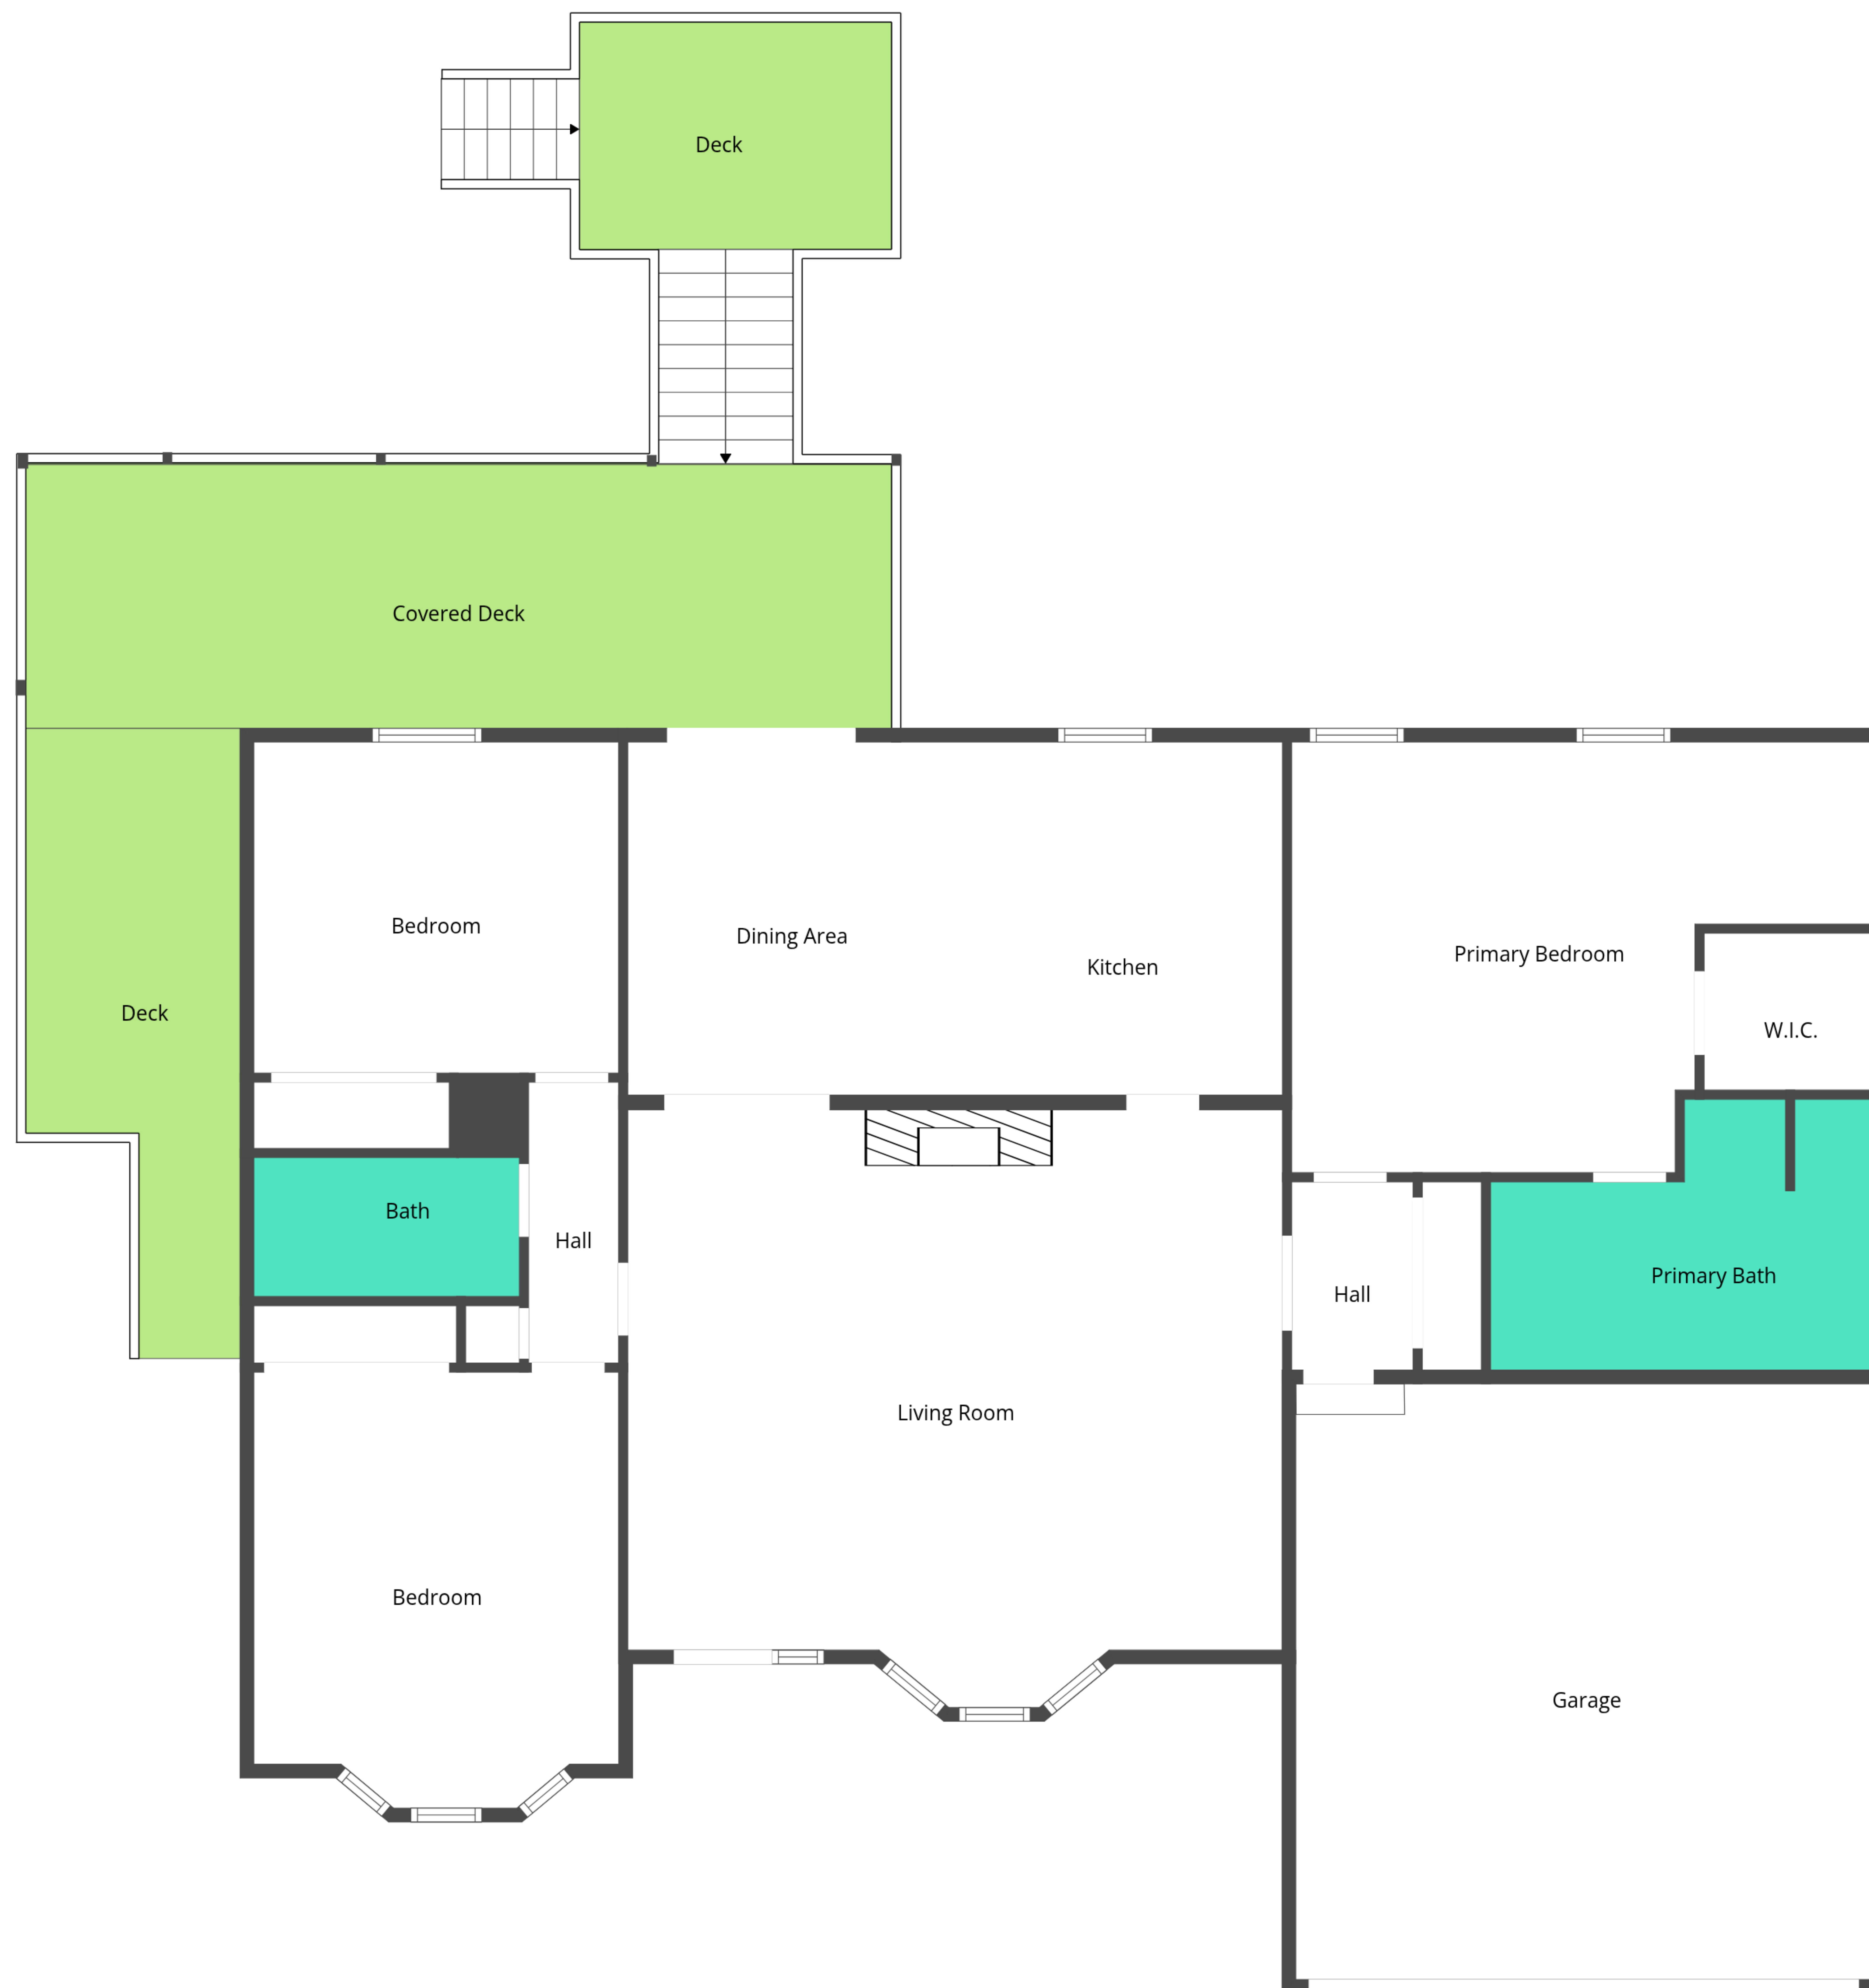 Deck
Covered Deck
Bedroom
Dining Area
Kitchen
Primary Bedroom
Deck
W.I.C.
Bath
Hall
Hall
Primary Bath
Living Room
Bedroom
Garage